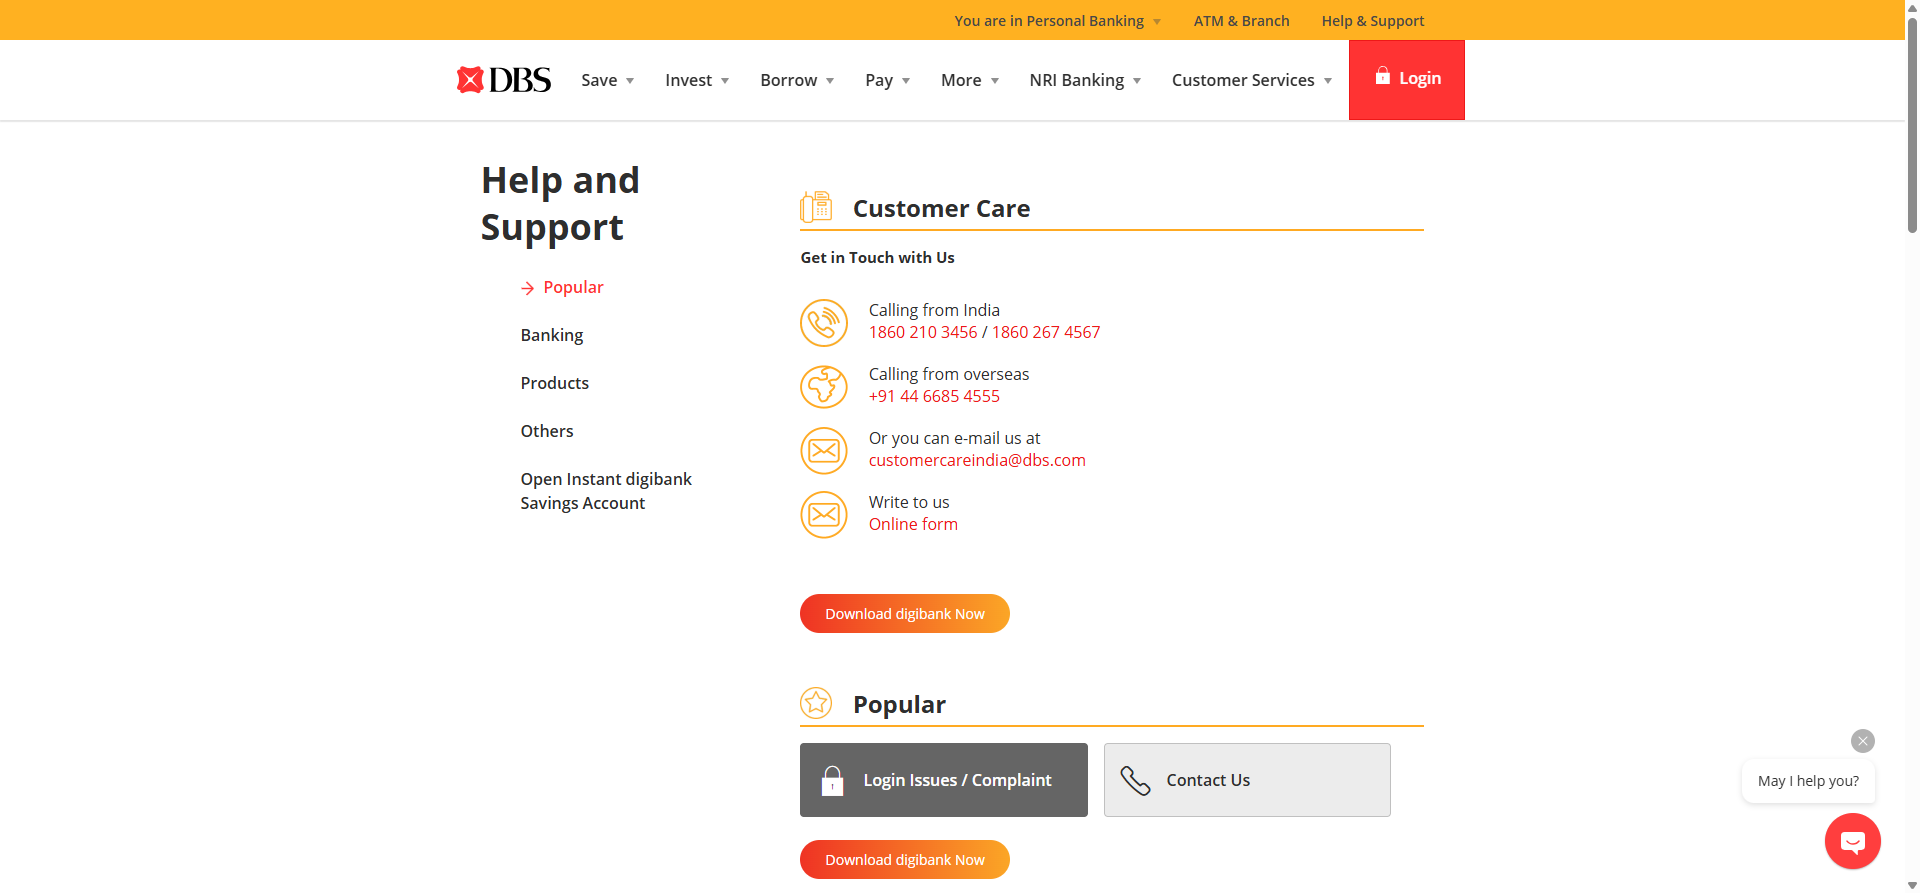 You are in Personal Banking
ATM & Branch
Help & Support
DBS
Save
Invest
Borrow
Pay
More
NRI Banking
Customer Services
Login
Help and
Support
Popular
Banking
Products
Others
Open Instant digibank
Savings Account
Customer Care
Get in Touch with Us
Calling from India
1860 210 3456 / 1860 267 4567
Calling from overseas
+91 44 6685 4555
Or you can e-mail us at
customercareindia@dbs.com
Write to us
Online form
Download digibank Now
Popular
Login Issues / Complaint
Contact Us
Download digibank Now
May I help you?